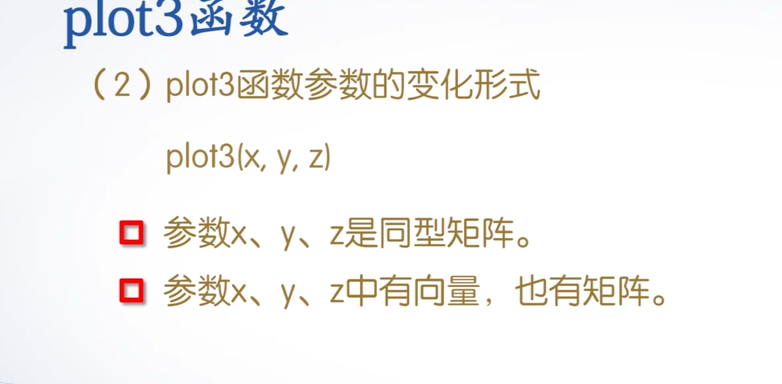 plot3函数
（2）plot3函数参数的变化形式
plot3(x, y, z)
参数x、y、z是同型矩阵。
参数x、y、z中有向量，也有矩阵。